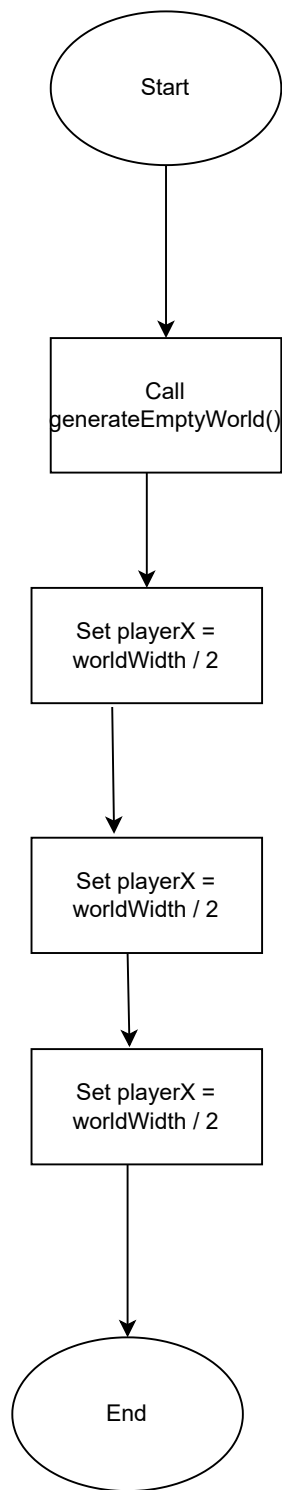 Start
Call
generateEmptyWorld()
Set playerX =
worldWidth / 2
Set playerX =
worldWidth / 2
Set playerX =
worldWidth / 2
End